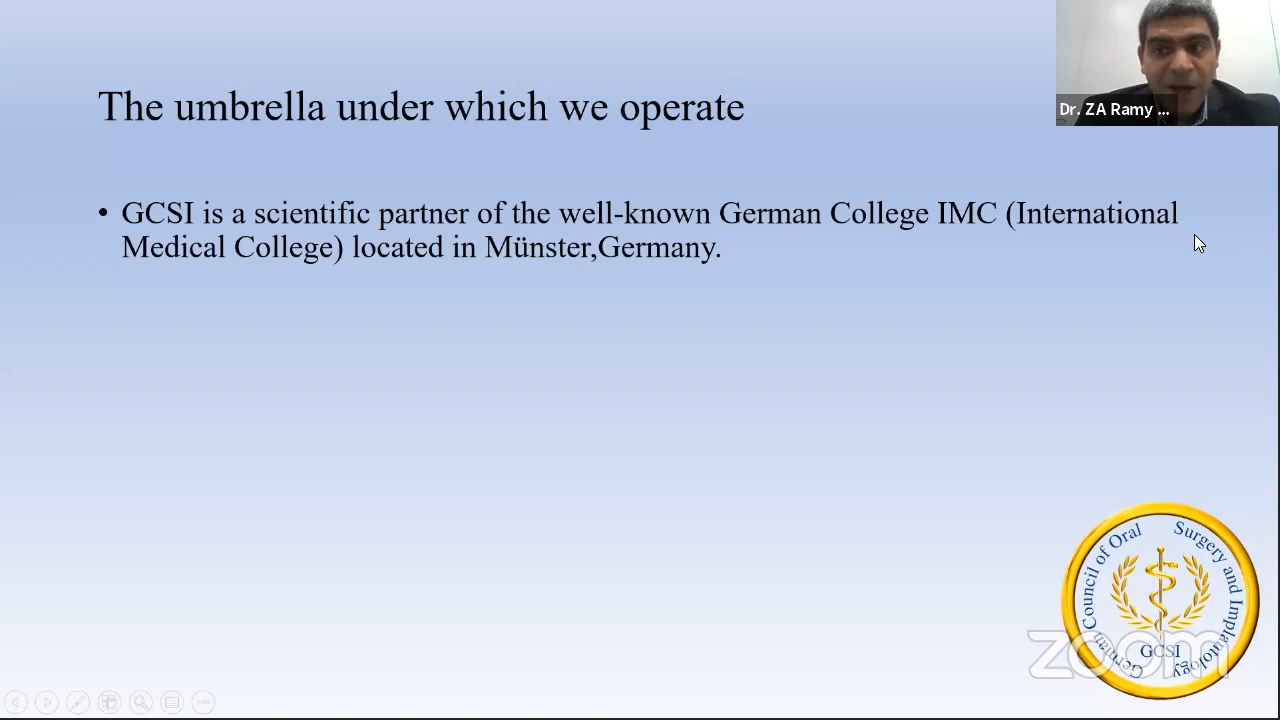 The umbrella under which we operate
Dr. ZA Ramy ...
• GCSI is a scientific partner of the well-known German College IMC (International
Medical College) located in Münster,Germany.
German Council of Oral Surgery and Implantology
GCSI
zoom